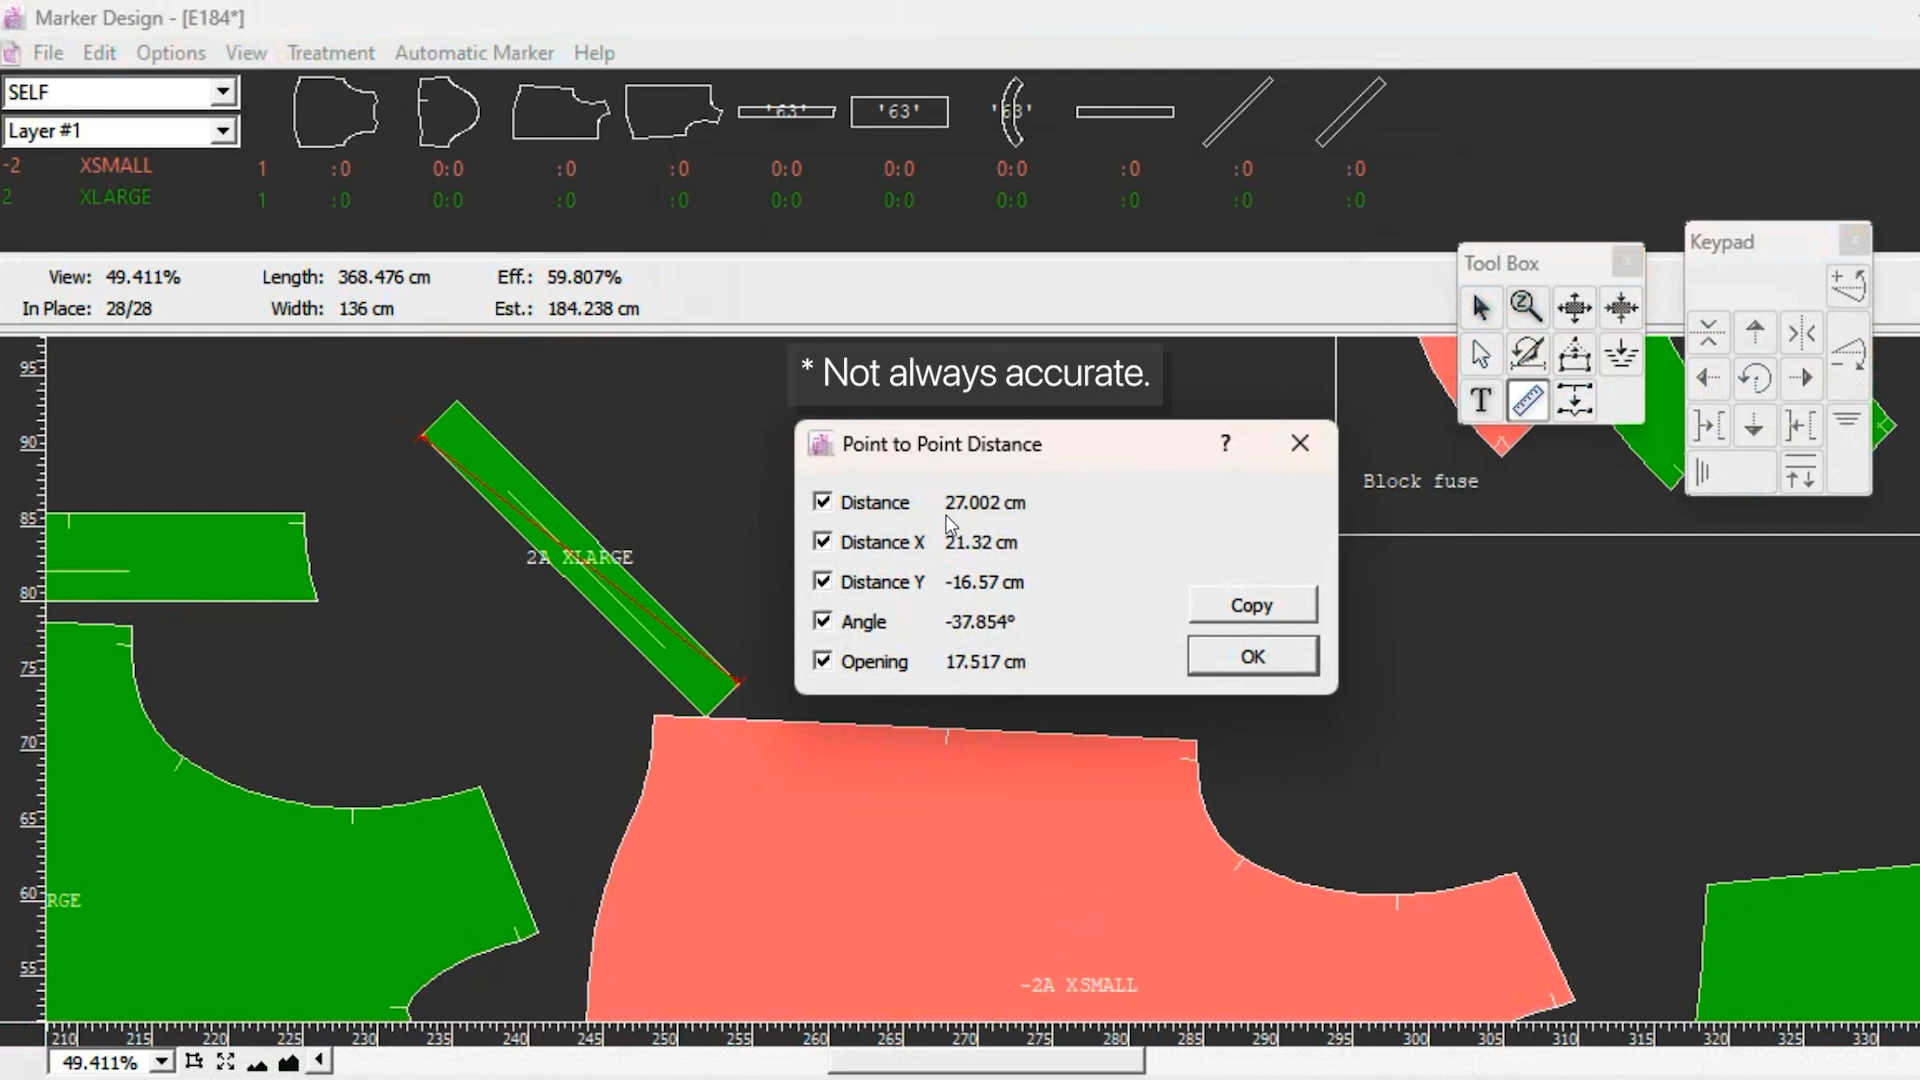 Marker Design - [E184*]
File Edit Options View Treatment Automatic Marker Help
SELF
Layer #1
'63' '63' '63'
-2 XSMALL 1 :0 0:0 :0 :0 0:0 0:0 0:0 :0 :0 :0
2 XLARGE 1 :0 0:0 :0 :0 0:0 0:0 0:0 :0 :0 :0
View: 49.411% Length: 368.476 cm Eff.: 59.807%
In Place: 28/28 Width: 136 cm Est.: 184.238 cm
Tool Box
Z
T
Keypad
* Not always accurate.
Point to Point Distance ?
Distance 27.002 cm
Distance X 21.32 cm
Distance Y -16.57 cm
Angle -37.854°
Opening 17.517 cm
Copy
OK
Block fuse
2A XLARGE
RGE
-2A XSMALL
95
90
85
80
75
70
65
60
55
210 215 220 225 230 235 240 245 250 255 260 265 270 275 280 285 290 295 300 305 310 315 320 325 330
49.411%